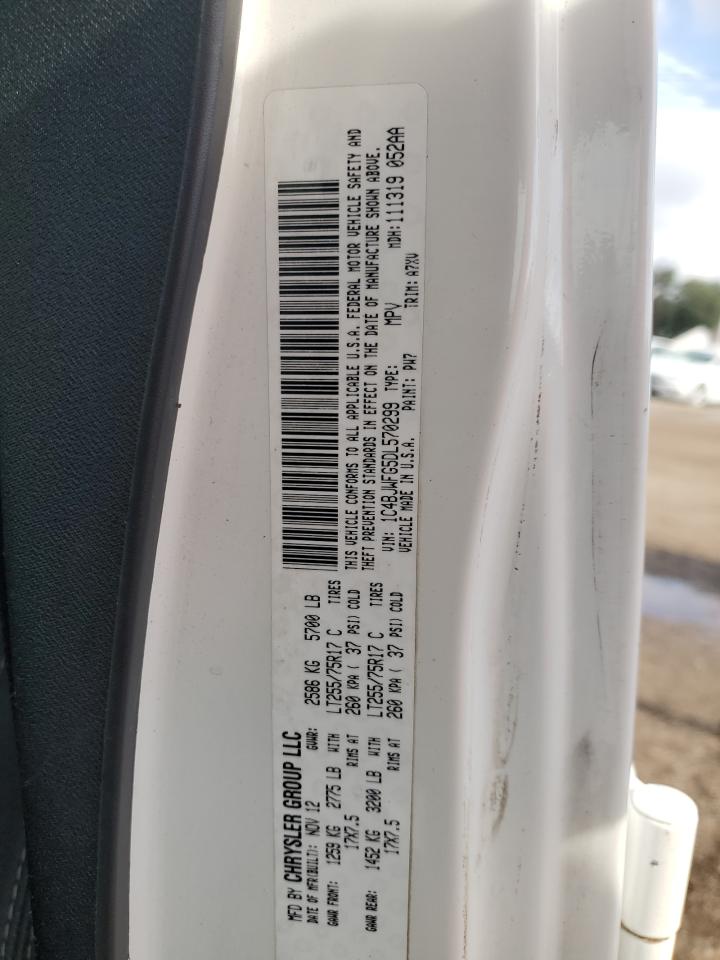 MFD BY CHRYSLER GROUP LLC
DATE OF MFR(BUILT): NOV 12 GVWR: 2586 KG 5700 LB
GAWR FRONT: 1259 KG 2775 LB WITH LT255/75R17 C TIRES
17X7.5 RIMS AT 260 KPA ( 37 PSI) COLD
GAWR REAR: 1452 KG 3200 LB WITH LT255/75R17 C TIRES
17X7.5 RIMS AT 260 KPA ( 37 PSI) COLD
THIS VEHICLE CONFORMS TO ALL APPLICABLE U.S.A. FEDERAL MOTOR VEHICLE SAFETY AND
THEFT PREVENTION STANDARDS IN EFFECT ON THE DATE OF MANUFACTURE SHOWN ABOVE.
VIN: 1C4BJWFG5DL570299 TYPE: MPV MDH:111319 052AA
VEHICLE MADE IN U.S.A. PAINT: PW7 TRIM: A7XV